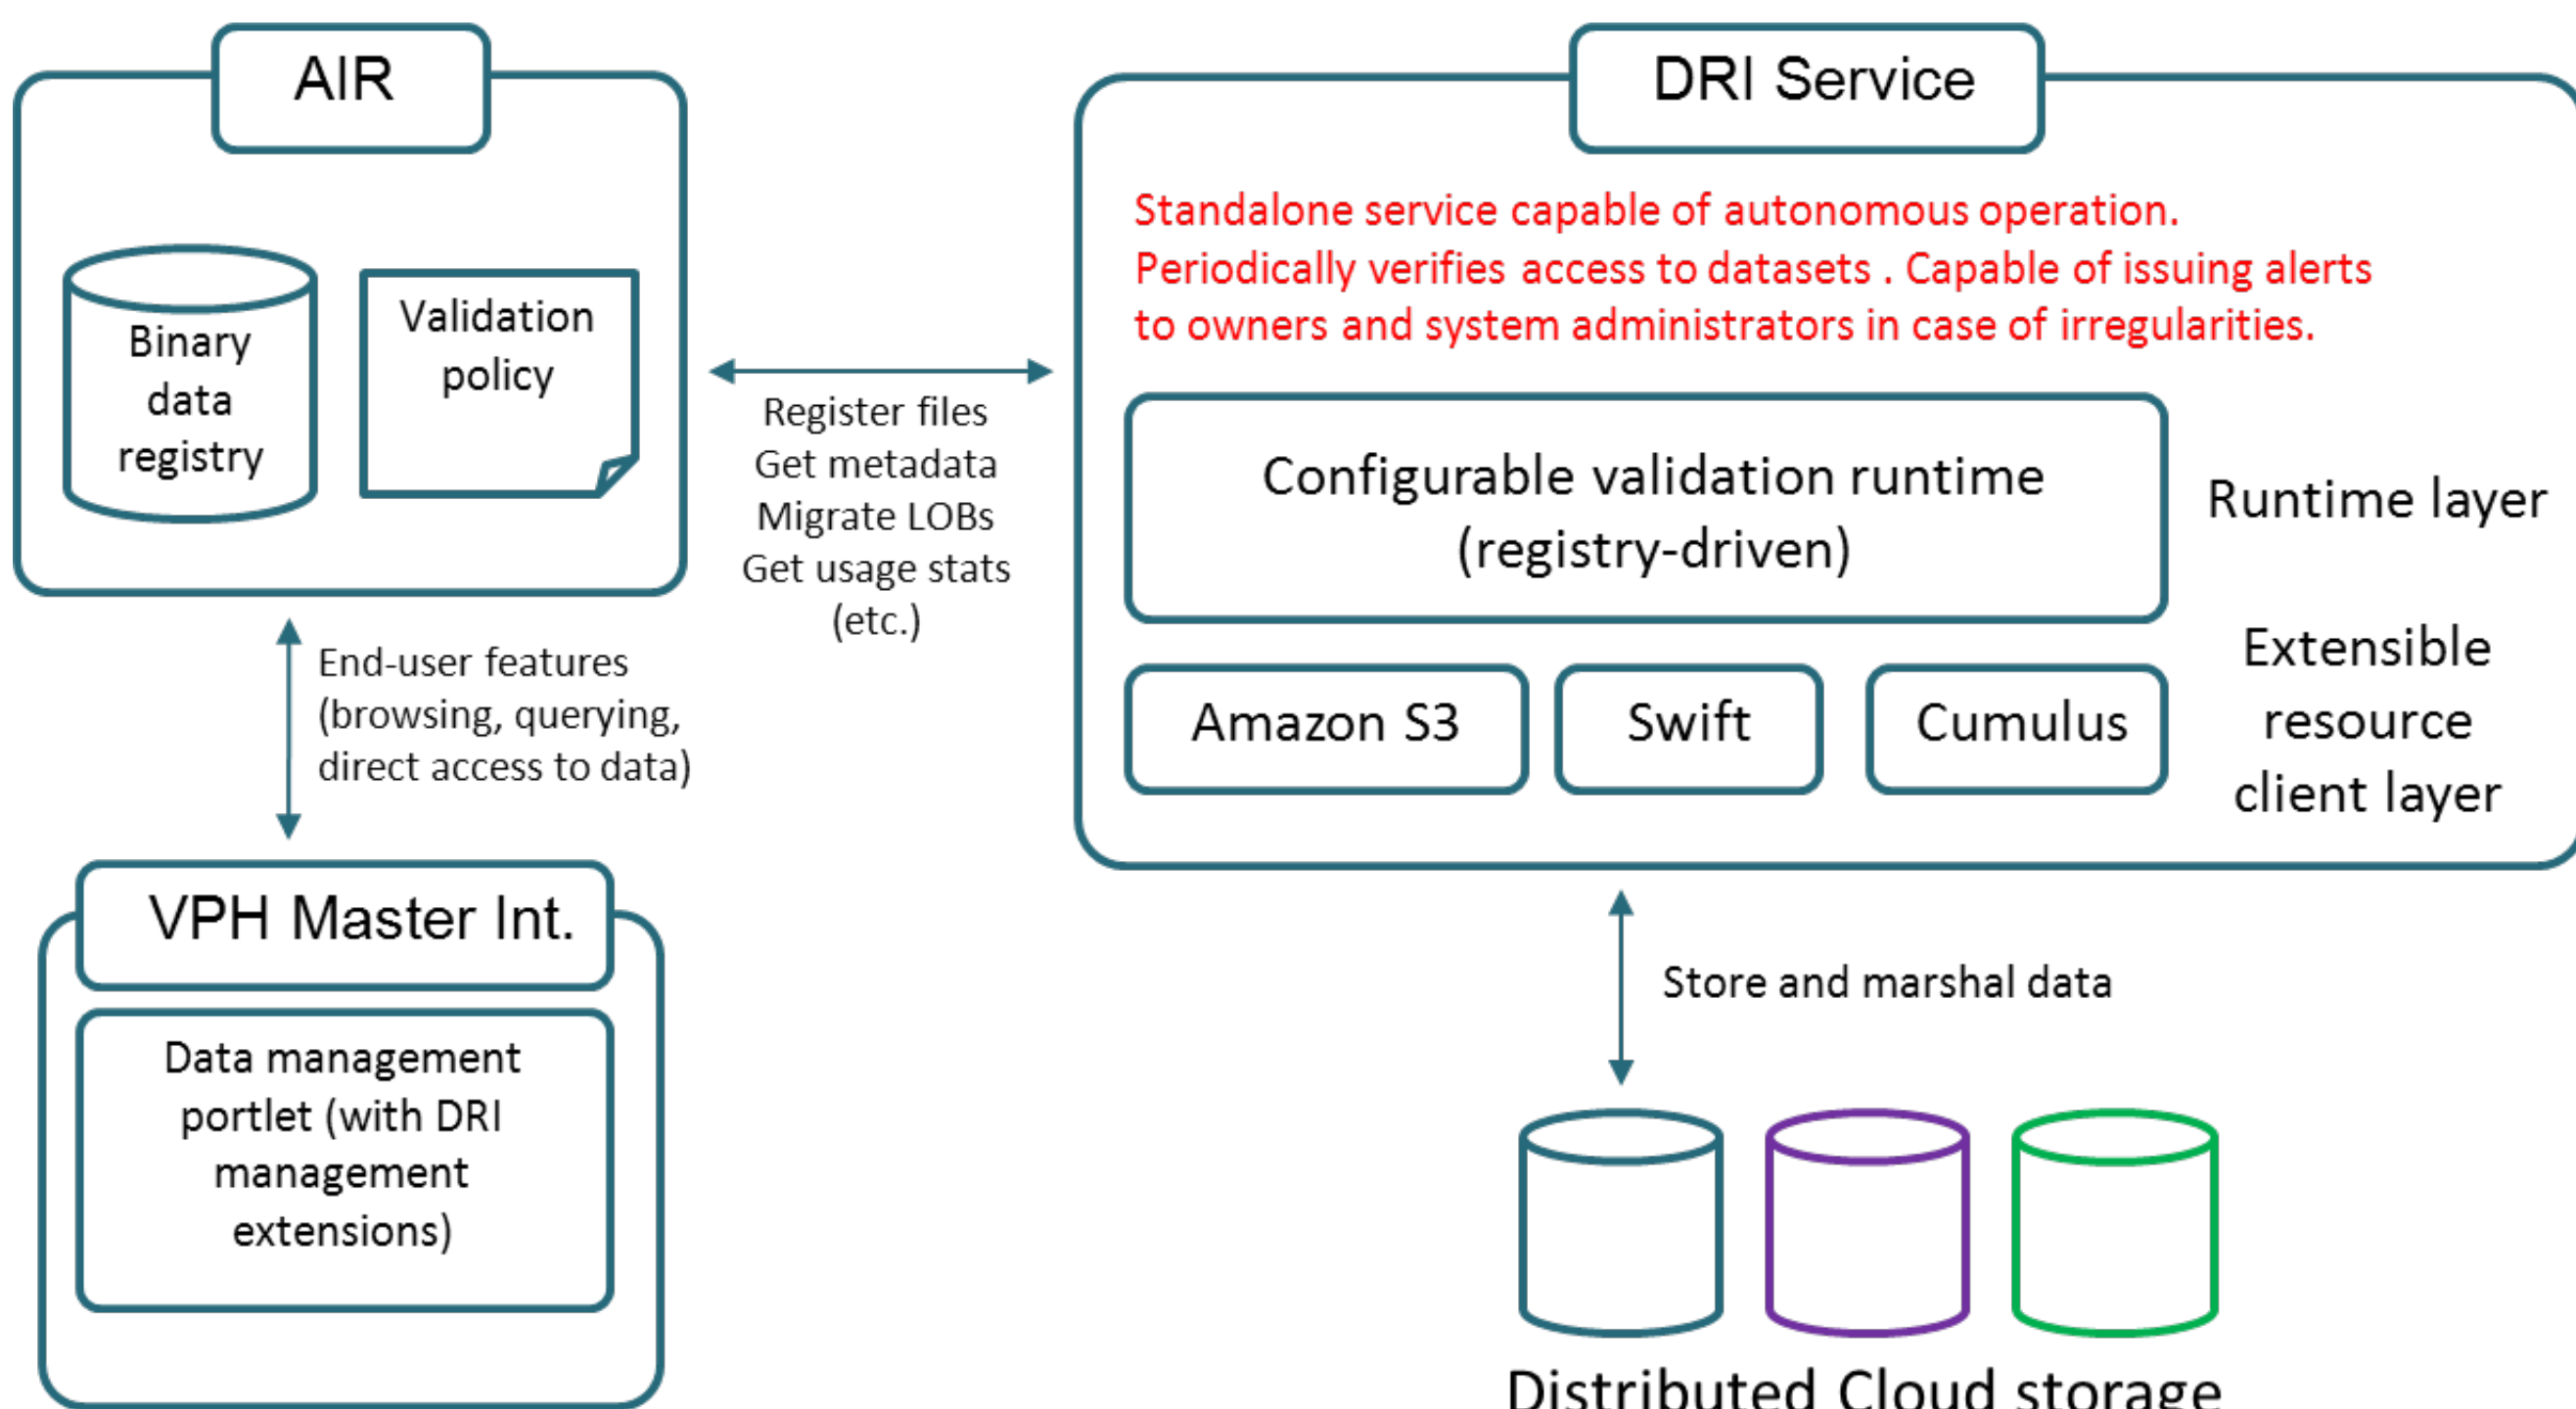 AIR
Binary
data
registry
Validation
policy
Register files
Get metadata
Migrate LOBs
Get usage stats
(etc.)
End-user features
(browsing, querying,
direct access to data)
VPH Master Int.
Data management
portlet (with DRI
management
extensions)
DRI Service
Standalone service capable of autonomous operation.
Periodically verifies access to datasets . Capable of issuing alerts
to owners and system administrators in case of irregularities.
Configurable validation runtime
(registry-driven)
Runtime layer
Amazon S3
Swift
Cumulus
Extensible
resource
client layer
Store and marshal data
Distributed Cloud storage